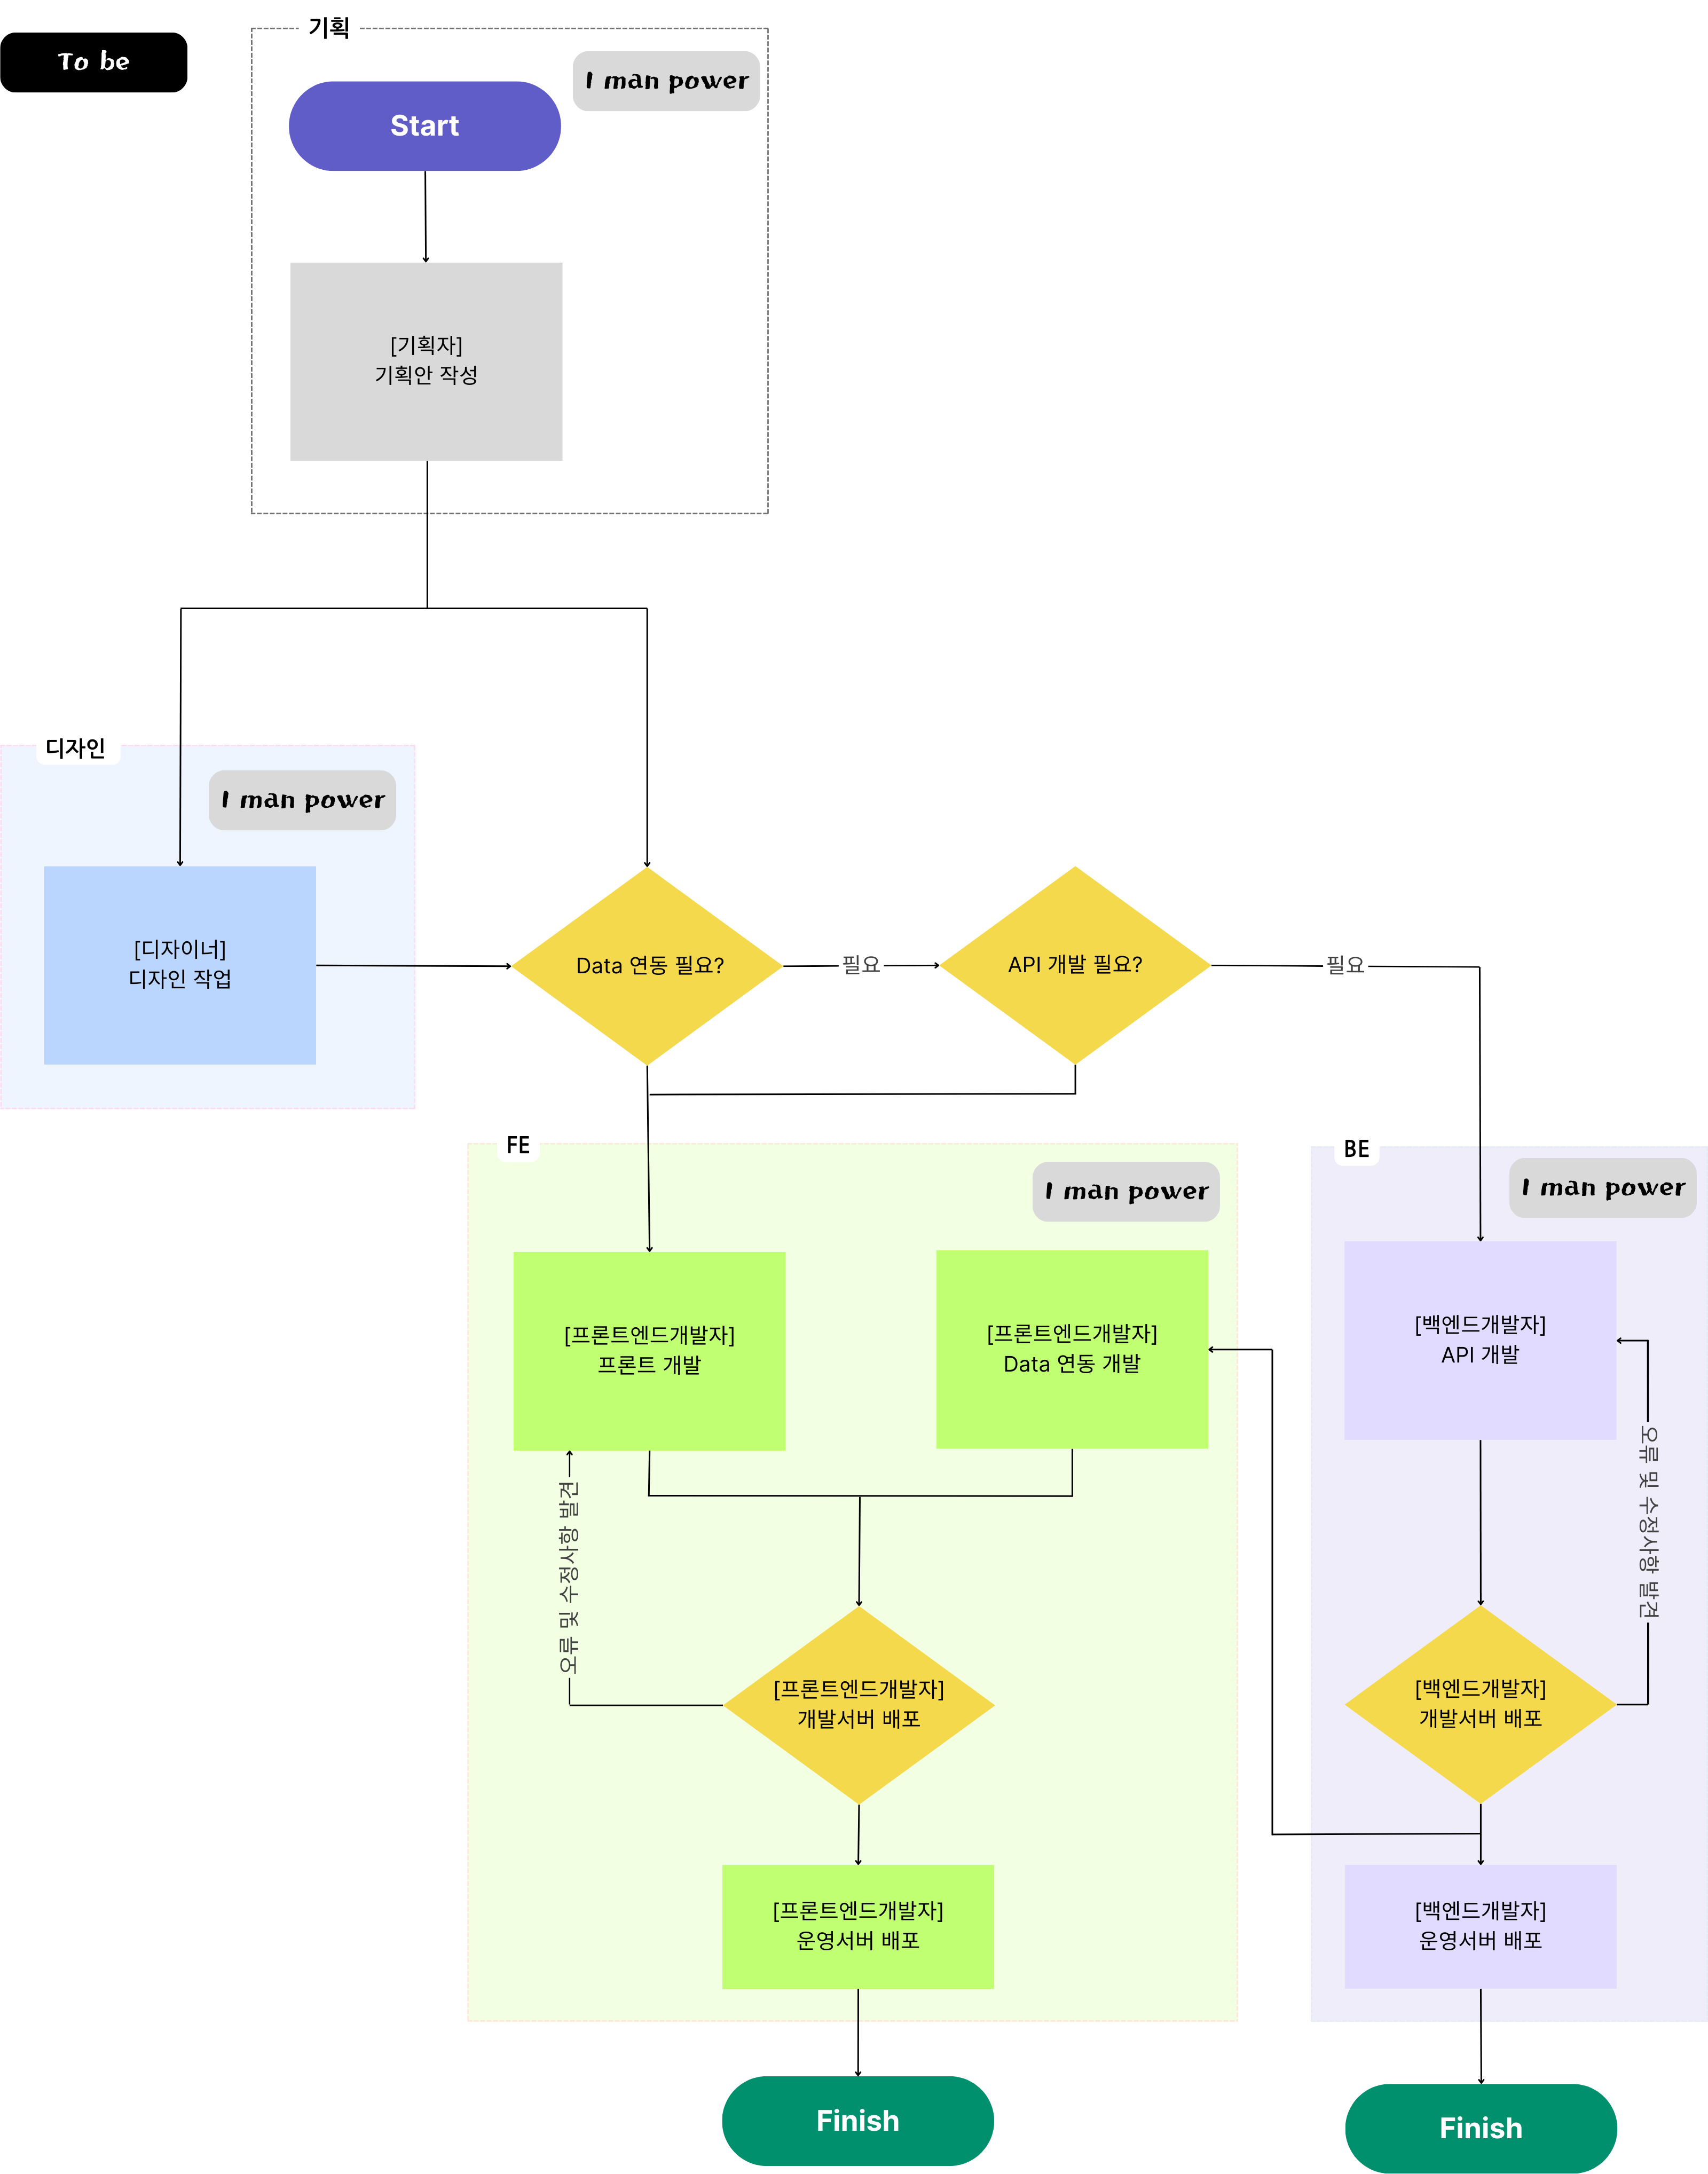 기획
To be
I man power
Start
[기획자]
기획안 작성
디자인
I man power
[디자이너]
디자인 작업
Data 연동 필요?
필요
API 개발 필요?
필요
FE
I man power
BE
I man power
[프론트엔드개발자]
프론트 개발
[프론트엔드개발자]
Data 연동 개발
[백엔드개발자]
API 개발
오류 및 수정사항 발견
오류 및 수정사항 발견
[프론트엔드개발자]
개발서버 배포
[백엔드개발자]
개발서버 배포
[프론트엔드개발자]
운영서버 배포
[백엔드개발자]
운영서버 배포
Finish
Finish